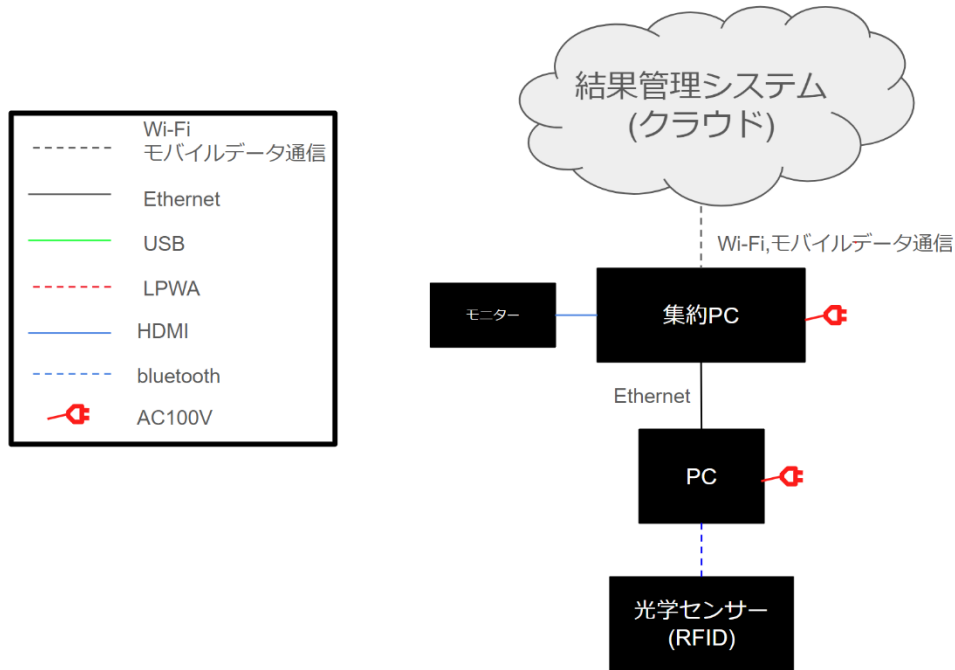 Wi-Fi
モバイルデータ通信
Ethernet
USB
LPWA
HDMI
bluetooth
AC100V
結果管理システム
(クラウド)
Wi-Fi,モバイルデータ通信
モニター
集約PC
Ethernet
PC
光学センサー
(RFID)